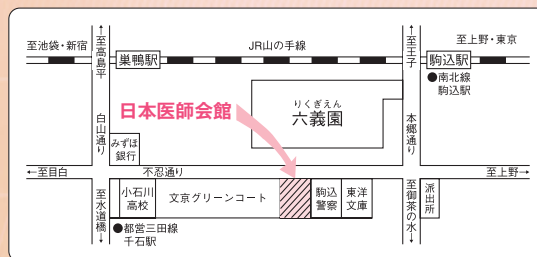 至池袋・新宿
←至高島平
巣鴨駅
JR山の手線
←至王子
至上野・東京
駒込駅
●南北線
駒込駅
日本医師会館
りくぎえん
六義園
白山通り
みずほ
銀行
本郷通り
←至目白
不忍通り
至上野→
至水道橋→
小石川
高校
文京グリーンコート
駒込
警察
東洋
文庫
至御茶の水→
派出所
●都営三田線
千石駅